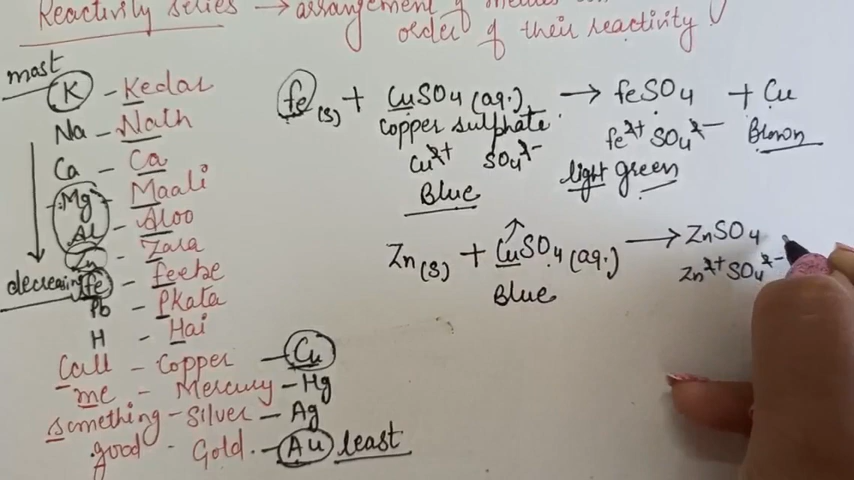 Reactivity series → arrangement of metals
order of their reactivity
most
K - Kedar
Na - Nath
Ca - Ca
Mg - Maali
Al - Aloo
Zn - Zara
decreasing fe - feeke
Pb - Pkata
H - Hai
Call - Copper - Cu
me - Mercury - Hg
something - Silver - Ag
good - Gold. - Au least
fe(s) + CuSO4 (aq.) → feSO4 + Cu
copper sulphate fe2+ SO42- Brown
Cu2+ SO42- light green
Blue
Zn(s) + CuSO4 (aq.) → ZnSO4
Zn2+ SO42-
Blue